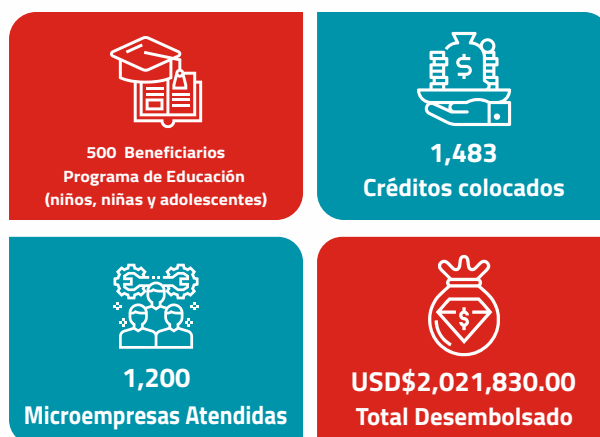 500 Beneficiarios
Programa de Educación
(niños, niñas y adolescentes)
$
1,483
Créditos colocados
1,200
Microempresas Atendidas
$
USD$2,021,830.00
Total Desembolsado